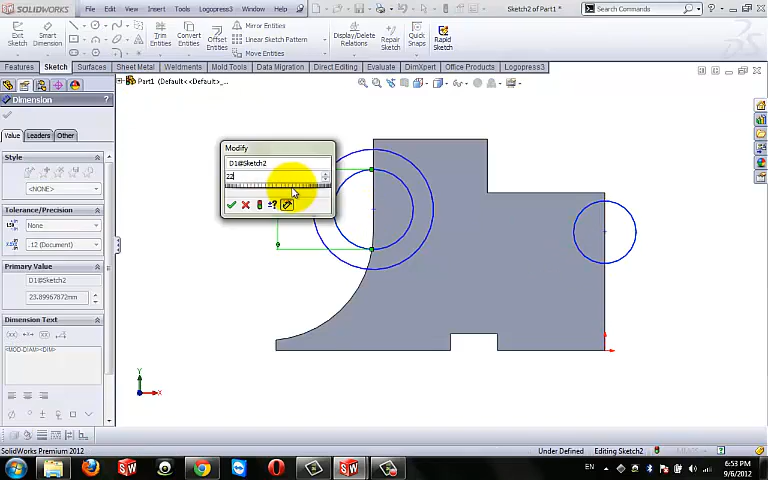 SOLIDWORKS
File Edit View Insert Tools Logopress3 Window Help
Sketch2 of Part1 *
Search Commands
Exit Sketch
Smart Dimension
Trim Entities
Convert Entities
Offset Entities
Mirror Entities
Linear Sketch Pattern
Move Entities
Display/Delete Relations
Repair Sketch
Quick Snaps
Rapid Sketch
Features Sketch Surfaces Sheet Metal Weldments Mold Tools Data Migration Direct Editing Evaluate DimXpert Office Products Logopress3
Part1 (Default< <Default>_...
Dimension ?
Value Leaders Other
Style
<NONE>
Tolerance/Precision
None
.12 (Document)
Primary Value
D1@Sketch2
23.89967872mm
Dimension Text
<MOD-DIAM><DIM>
Modify
D1@Sketch2
22
Y
X
SolidWorks Premium 2012
Under Defined
Editing Sketch2
EN
6:53 PM
9/6/2012